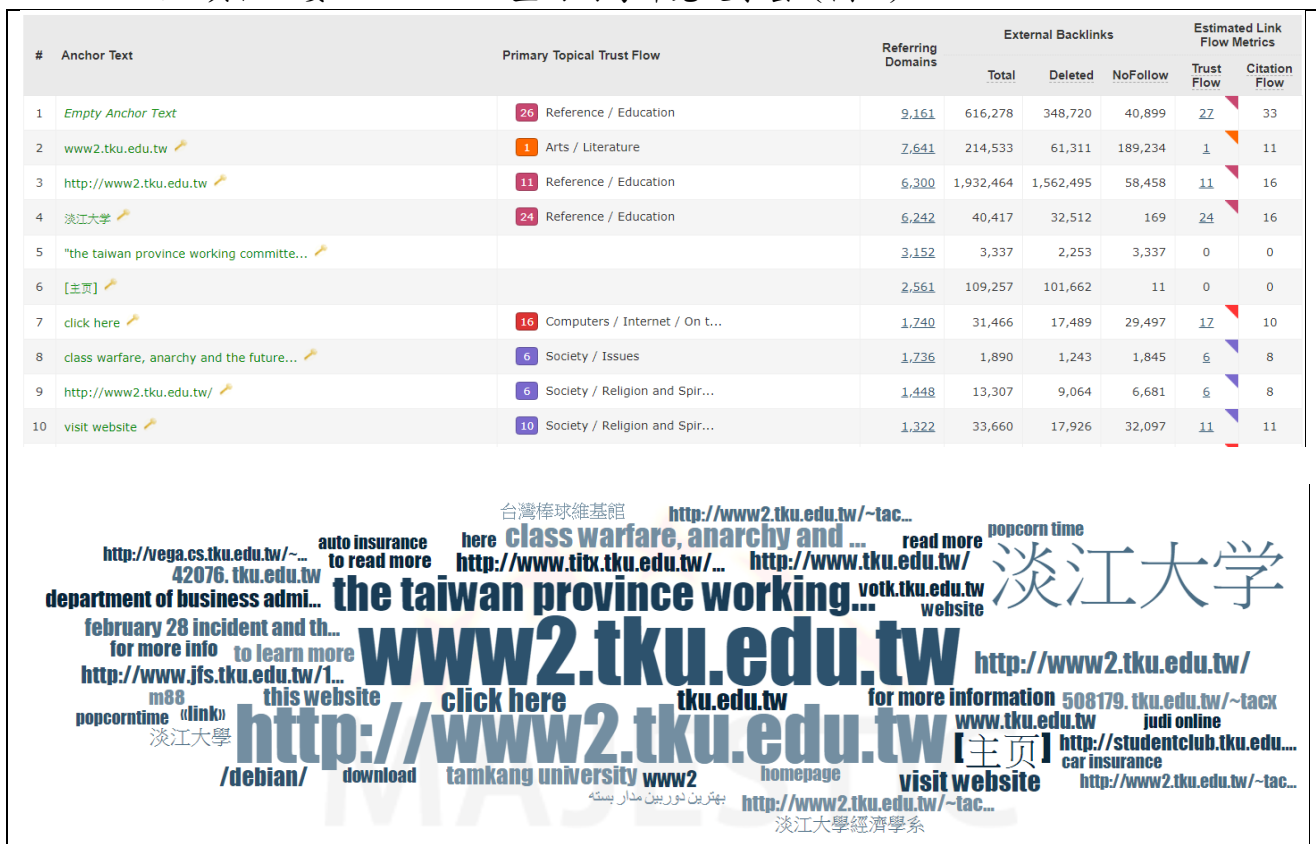 # Anchor Text Primary Topical Trust Flow Referring Domains External Backlinks Estimated Link Flow Metrics
Total Deleted NoFollow Trust Flow Citation Flow
1 Empty Anchor Text 26 Reference / Education 9,161 616,278 348,720 40,899 27 33
2 www2.tku.edu.tw 1 Arts / Literature 7,641 214,533 61,311 189,234 1 11
3 http://www2.tku.edu.tw 11 Reference / Education 6,300 1,932,464 1,562,495 58,458 11 16
4 淡江大学 24 Reference / Education 6,242 40,417 32,512 169 24 16
5 "the taiwan province working committe... 3,152 3,337 2,253 3,337 0 0
6 [主页] 2,561 109,257 101,662 11 0 0
7 click here 16 Computers / Internet / On t... 1,740 31,466 17,489 29,497 17 10
8 class warfare, anarchy and the future... 6 Society / Issues 1,736 1,890 1,243 1,845 6 8
9 http://www2.tku.edu.tw/ 6 Society / Religion and Spir... 1,448 13,307 9,064 6,681 6 8
10 visit website 10 Society / Religion and Spir... 1,322 33,660 17,926 32,097 11 11
台灣棒球維基館 http://www2.tku.edu.tw/~tac...
auto insurance here class warfare, anarchy and ... read more popcorn time
http://vega.cs.tku.edu.tw/~... to read more http://www.titx.tku.edu.tw/... http://www.tku.edu.tw/ 淡江大学
42076. tku.edu.tw
department of business admi... the taiwan province working... votk.tku.edu.tw
website
february 28 incident and th...
for more info to learn more www2.tku.edu.tw http://www2.tku.edu.tw/
http://www.jfs.tku.edu.tw/1...
m88 this website click here tku.edu.tw for more information 508179. tku.edu.tw/~tacx
popcorntime «link» www.tku.edu.tw judi online
淡江大學 http://www2.tku.edu.tw [主页] http://studentclub.tku.edu....
car insurance
/debian/ download tamkang university www2 homepage visit website http://www2.tku.edu.tw/~tac...
بهترین دوربین مدار بسته http://www2.tku.edu.tw/~tac...
淡江大學經濟學系
MAJESTIC